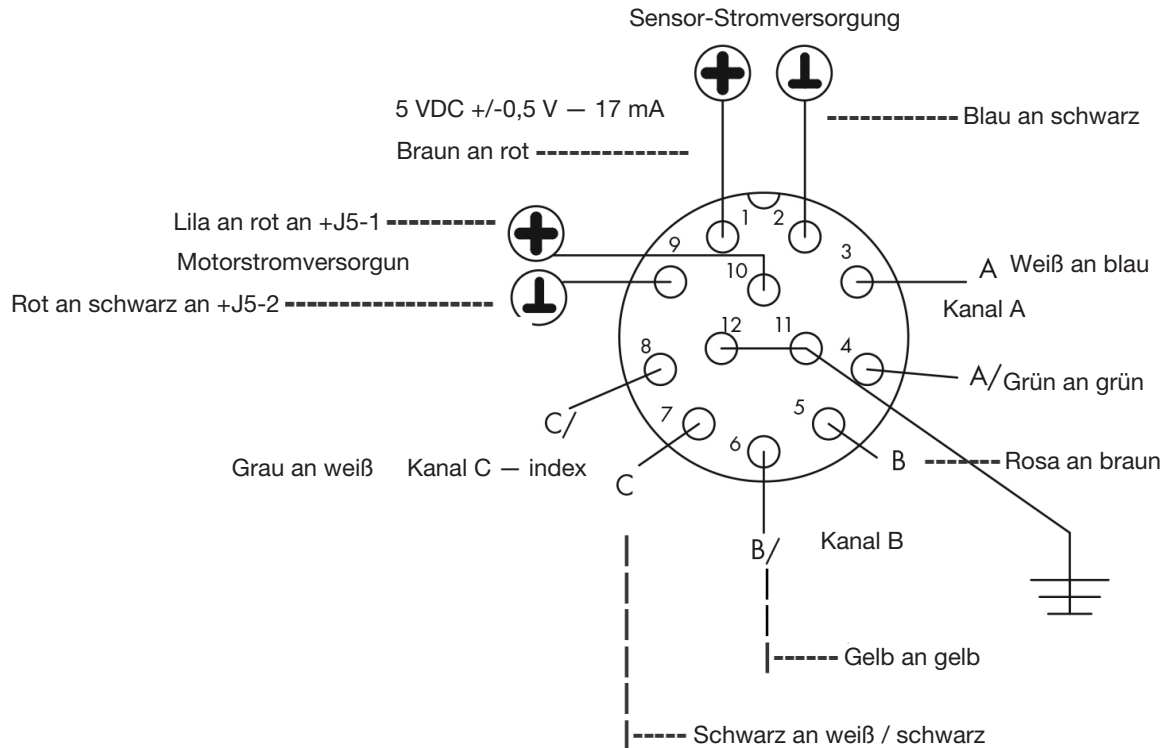 Sensor-Stromversorgung
5 VDC +/-0,5 V — 17 mA
Blau an schwarz
Braun an rot
1
2
Lila an rot an +J5-1
9
3
Motorstromversorgun
10
A Weiß an blau
Rot an schwarz an +J5-2
Kanal A
12
11
8
4
A/ Grün an grün
C/
7
5
6
Grau an weiß Kanal C — index
B
Rosa an braun
C
B/
Kanal B
Gelb an gelb
Schwarz an weiß / schwarz